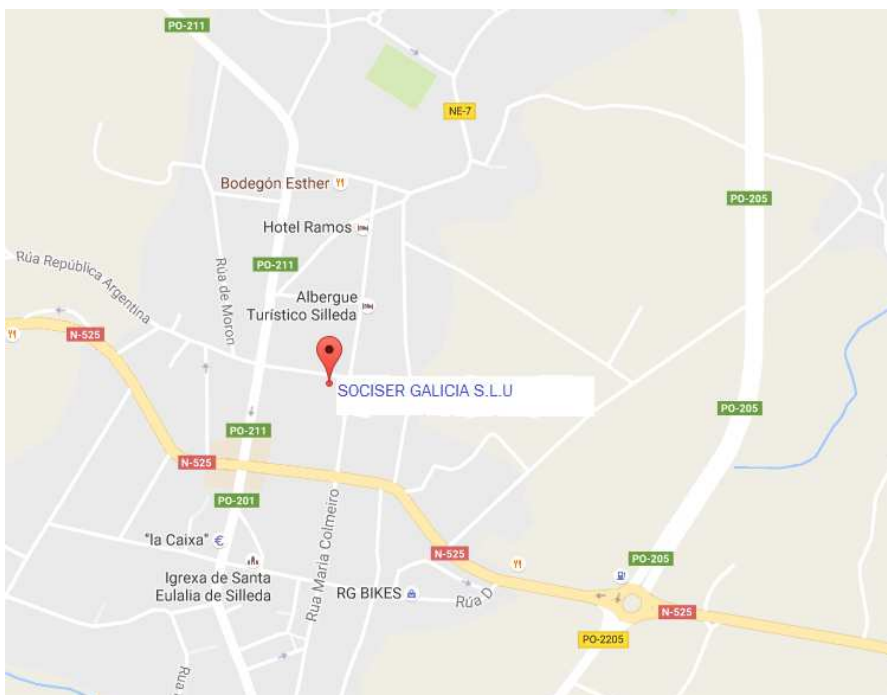 PO-211
NE-7
Bodegón Esther
PO-205
Hotel Ramos
Rúa República Argentina
Rúa de Moron
PO-211
Albergue
Turístico Silleda
N-525
SOCISER GALICIA S.L.U
PO-205
PO-211
N-525
PO-201
Rua María Colmeiro
"la Caixa" €
N-525
PO-205
Igrexa de Santa
Eulalia de Silleda
RG BIKES
Rúa D
N-525
PO-2205
Rua